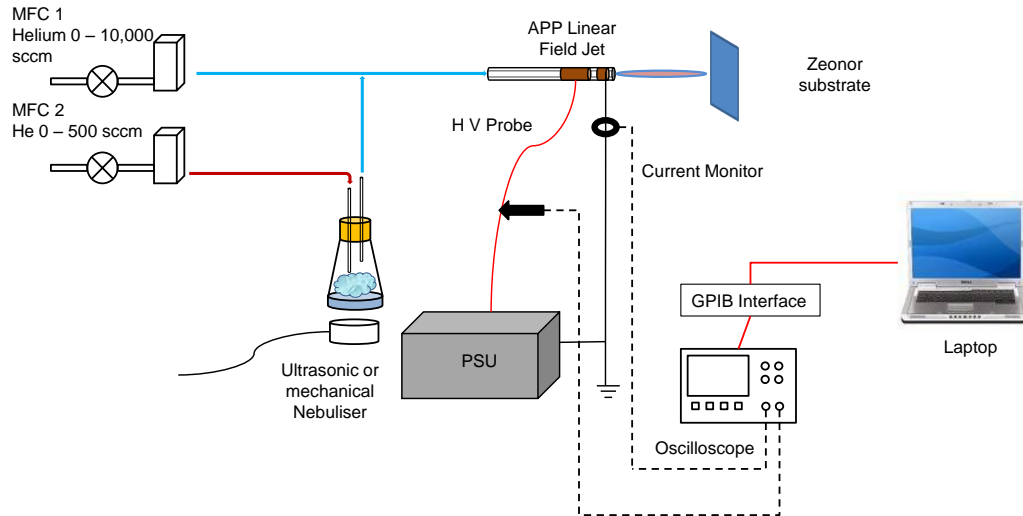 MFC 1
Helium 0 – 10,000
sccm
MFC 2
He 0 – 500 sccm
APP Linear
Field Jet
Zeonor
substrate
H V Probe
Current Monitor
GPIB Interface
Laptop
PSU
Ultrasonic or
mechanical
Nebuliser
Oscilloscope